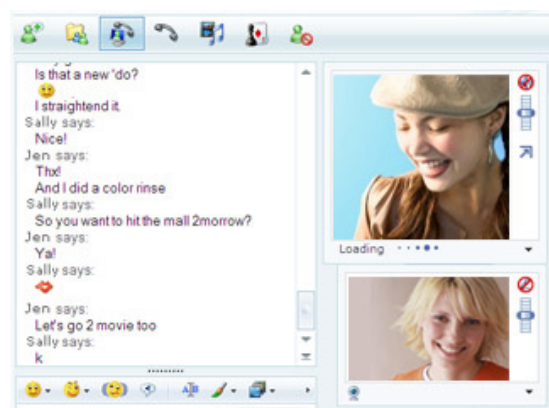 Is that a new 'do?
I straightend it.
Sally says:
Nice!
Jen says:
Thx!
And I did a color rinse
Sally says:
So you want to hit the mall 2morrow?
Jen says:
Ya!
Sally says:
Jen says:
Let's go 2 movie too
Sally says:
k
Loading